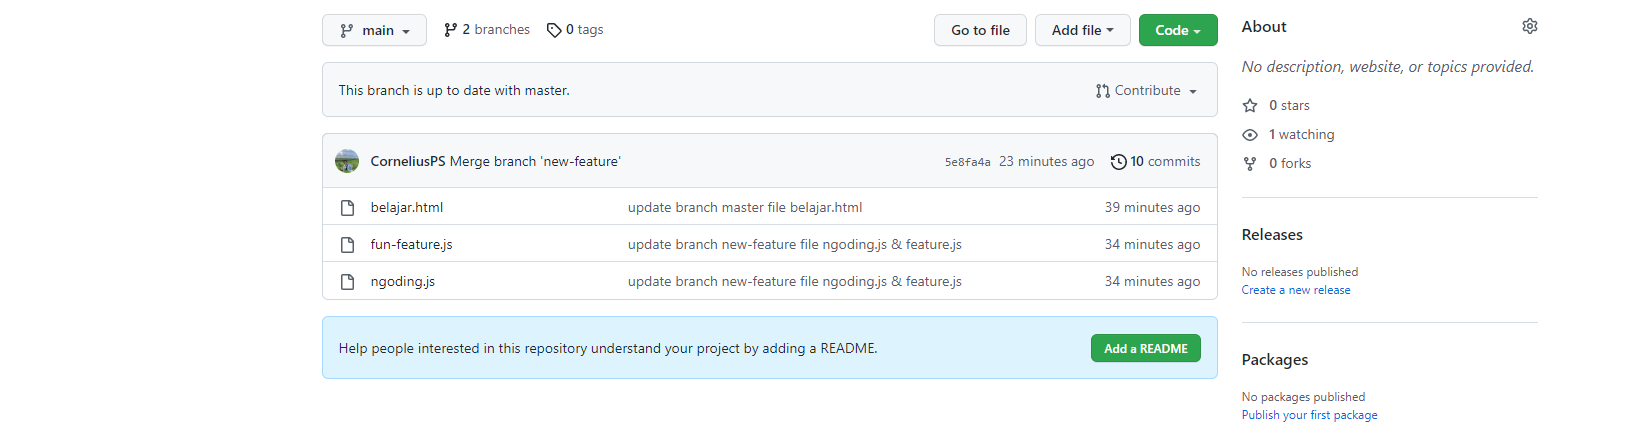 main 2 branches 0 tags Go to file Add file Code
This branch is up to date with master. Contribute
CorneliusPS Merge branch 'new-feature' 5e8fa4a 23 minutes ago 10 commits
belajar.html update branch master file belajar.html 39 minutes ago
fun-feature.js update branch new-feature file ngoding.js & feature.js 34 minutes ago
ngoding.js update branch new-feature file ngoding.js & feature.js 34 minutes ago
Help people interested in this repository understand your project by adding a README. Add a README
About
No description, website, or topics provided.
0 stars
1 watching
0 forks
Releases
No releases published
Create a new release
Packages
No packages published
Publish your first package